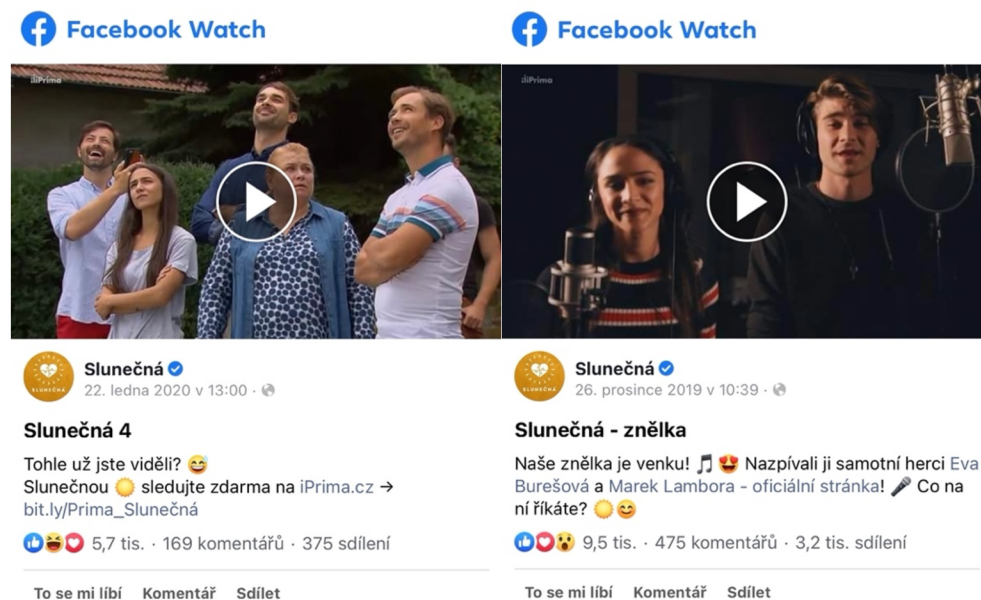 Facebook Watch
iPrima
Slunečná
22. ledna 2020 v 13:00 ·
Slunečná 4
Tohle už jste viděli? 😅
Slunečnou ☀️ sledujte zdarma na iPrima.cz →
bit.ly/Prima_Slunečná
5,7 tis. · 169 komentářů · 375 sdílení
To se mi líbí Komentář Sdílet
Facebook Watch
iPrima
Slunečná
26. prosince 2019 v 10:39 ·
Slunečná - znělka
Naše znělka je venku! 🎵😍 Nazpívali ji samotní herci Eva
Burešová a Marek Lambora - oficiální stránka! 🎤 Co na
ní říkáte? ☀️😊
9,5 tis. · 475 komentářů · 3,2 tis. sdílení
To se mi líbí Komentář Sdílet